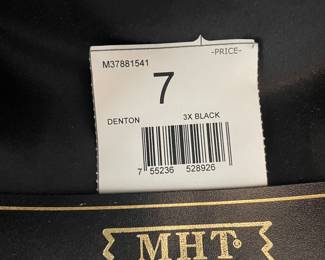 -PRICE-
M37881541
7
DENTON 3X BLACK
7 55236 528926
MHT®